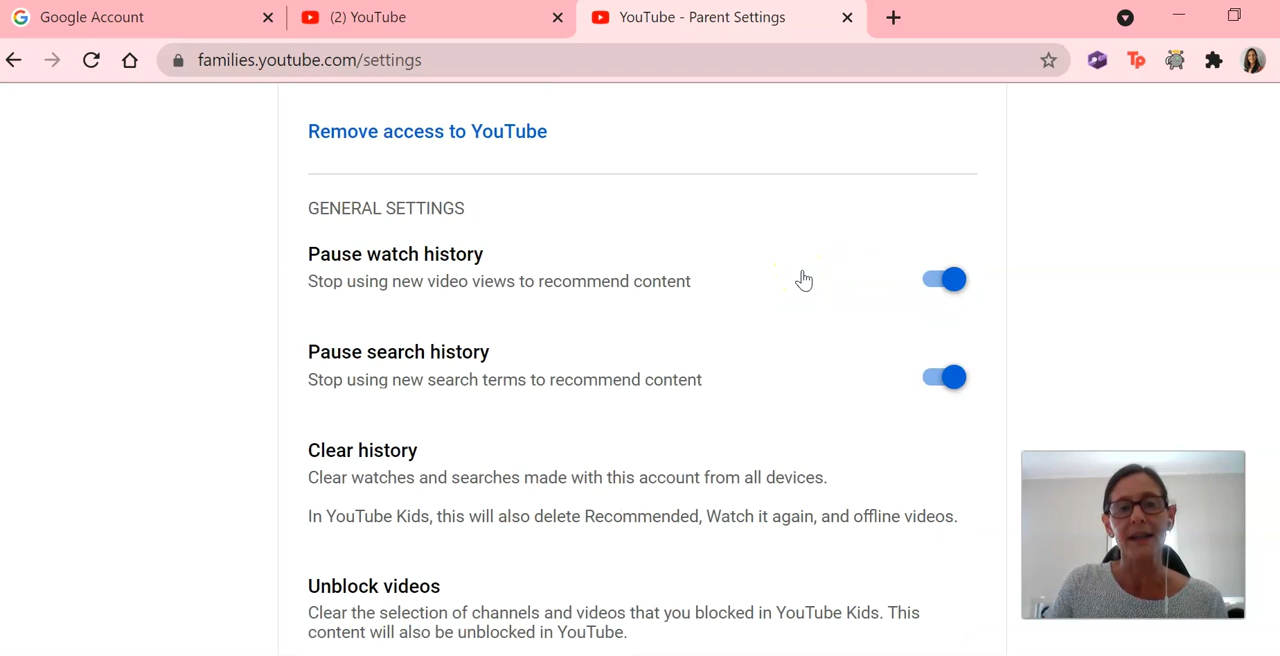 Google Account
(2) YouTube
YouTube - Parent Settings
families.youtube.com/settings
Tp
Remove access to YouTube
GENERAL SETTINGS
Pause watch history
Stop using new video views to recommend content
Pause search history
Stop using new search terms to recommend content
Clear history
Clear watches and searches made with this account from all devices.
In YouTube Kids, this will also delete Recommended, Watch it again, and offline videos.
Unblock videos
Clear the selection of channels and videos that you blocked in YouTube Kids. This
content will also be unblocked in YouTube.